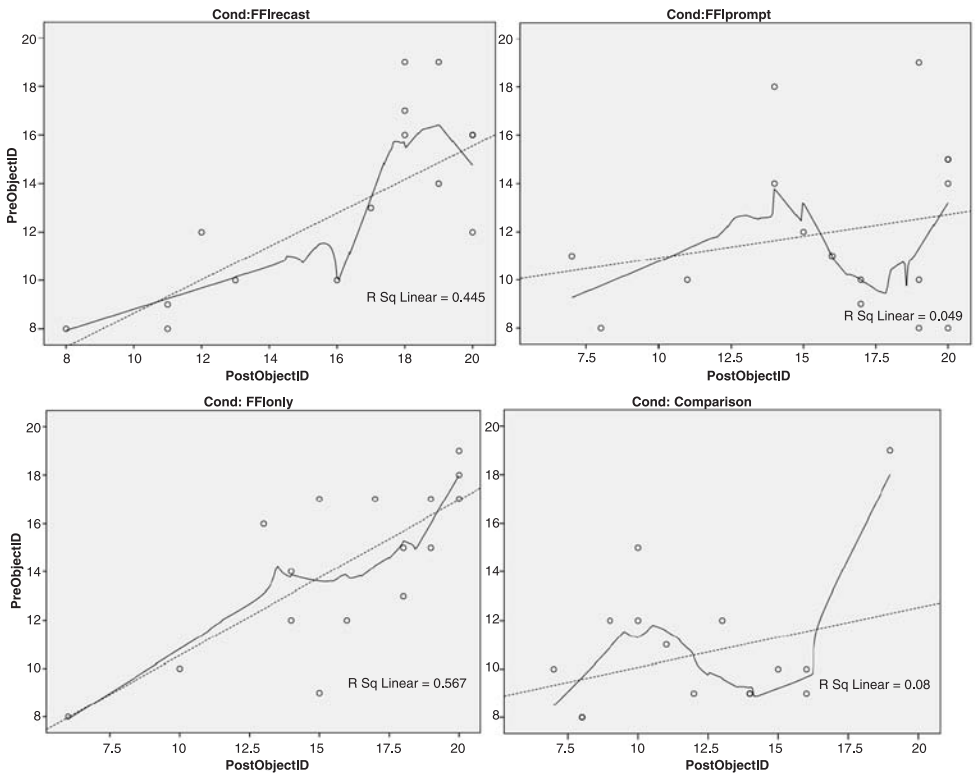 Cond:FFIrecast
20
18
16
14
12
10
8
PreObjectID
R Sq Linear = 0.445
8 10 12 14 16 18 20
PostObjectID
Cond:FFIprompt
20
18
16
14
12
10
8
R Sq Linear = 0.049
7.5 10 12.5 15 17.5 20
PostObjectID
Cond: FFIonly
20
18
16
14
12
10
8
PreObjectID
R Sq Linear = 0.567
7.5 10 12.5 15 17.5 20
PostObjectID
Cond: Comparison
20
18
16
14
12
10
8
R Sq Linear = 0.08
7.5 10 12.5 15 17.5 20
PostObjectID